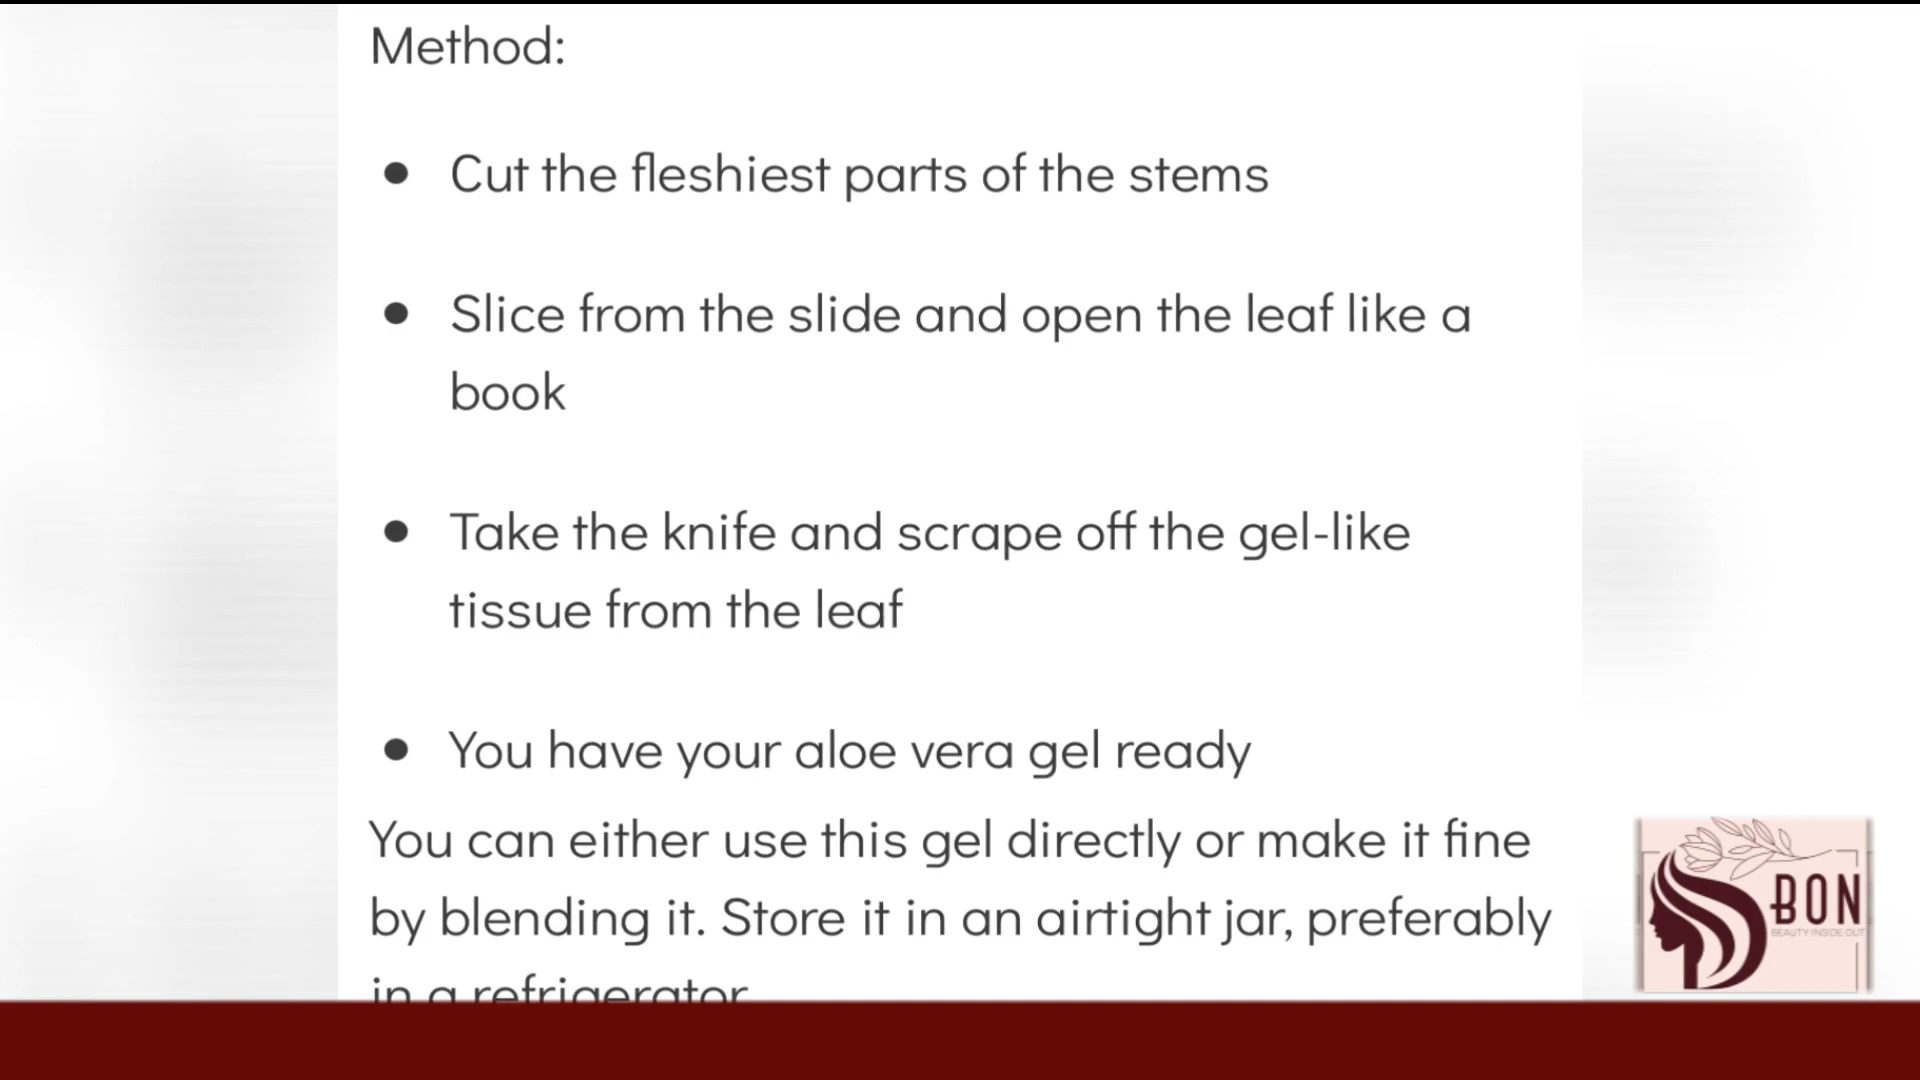 Method:
● Cut the fleshiest parts of the stems
● Slice from the slide and open the leaf like a
book
● Take the knife and scrape off the gel-like
tissue from the leaf
● You have your aloe vera gel ready
You can either use this gel directly or make it fine
by blending it. Store it in an airtight jar, preferably
in a refrigerator
BON
BEAUTY INSIDE OUT